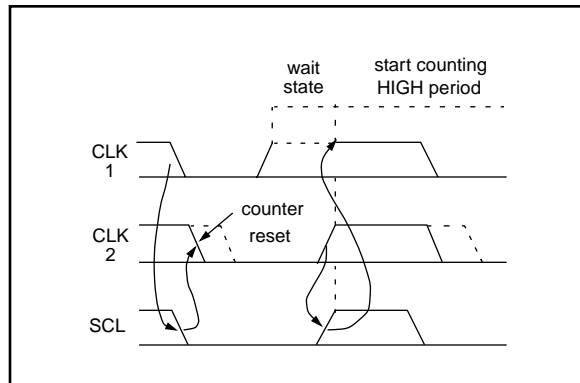 wait
state
start counting
HIGH period
CLK
1
counter
reset
CLK
2
SCL